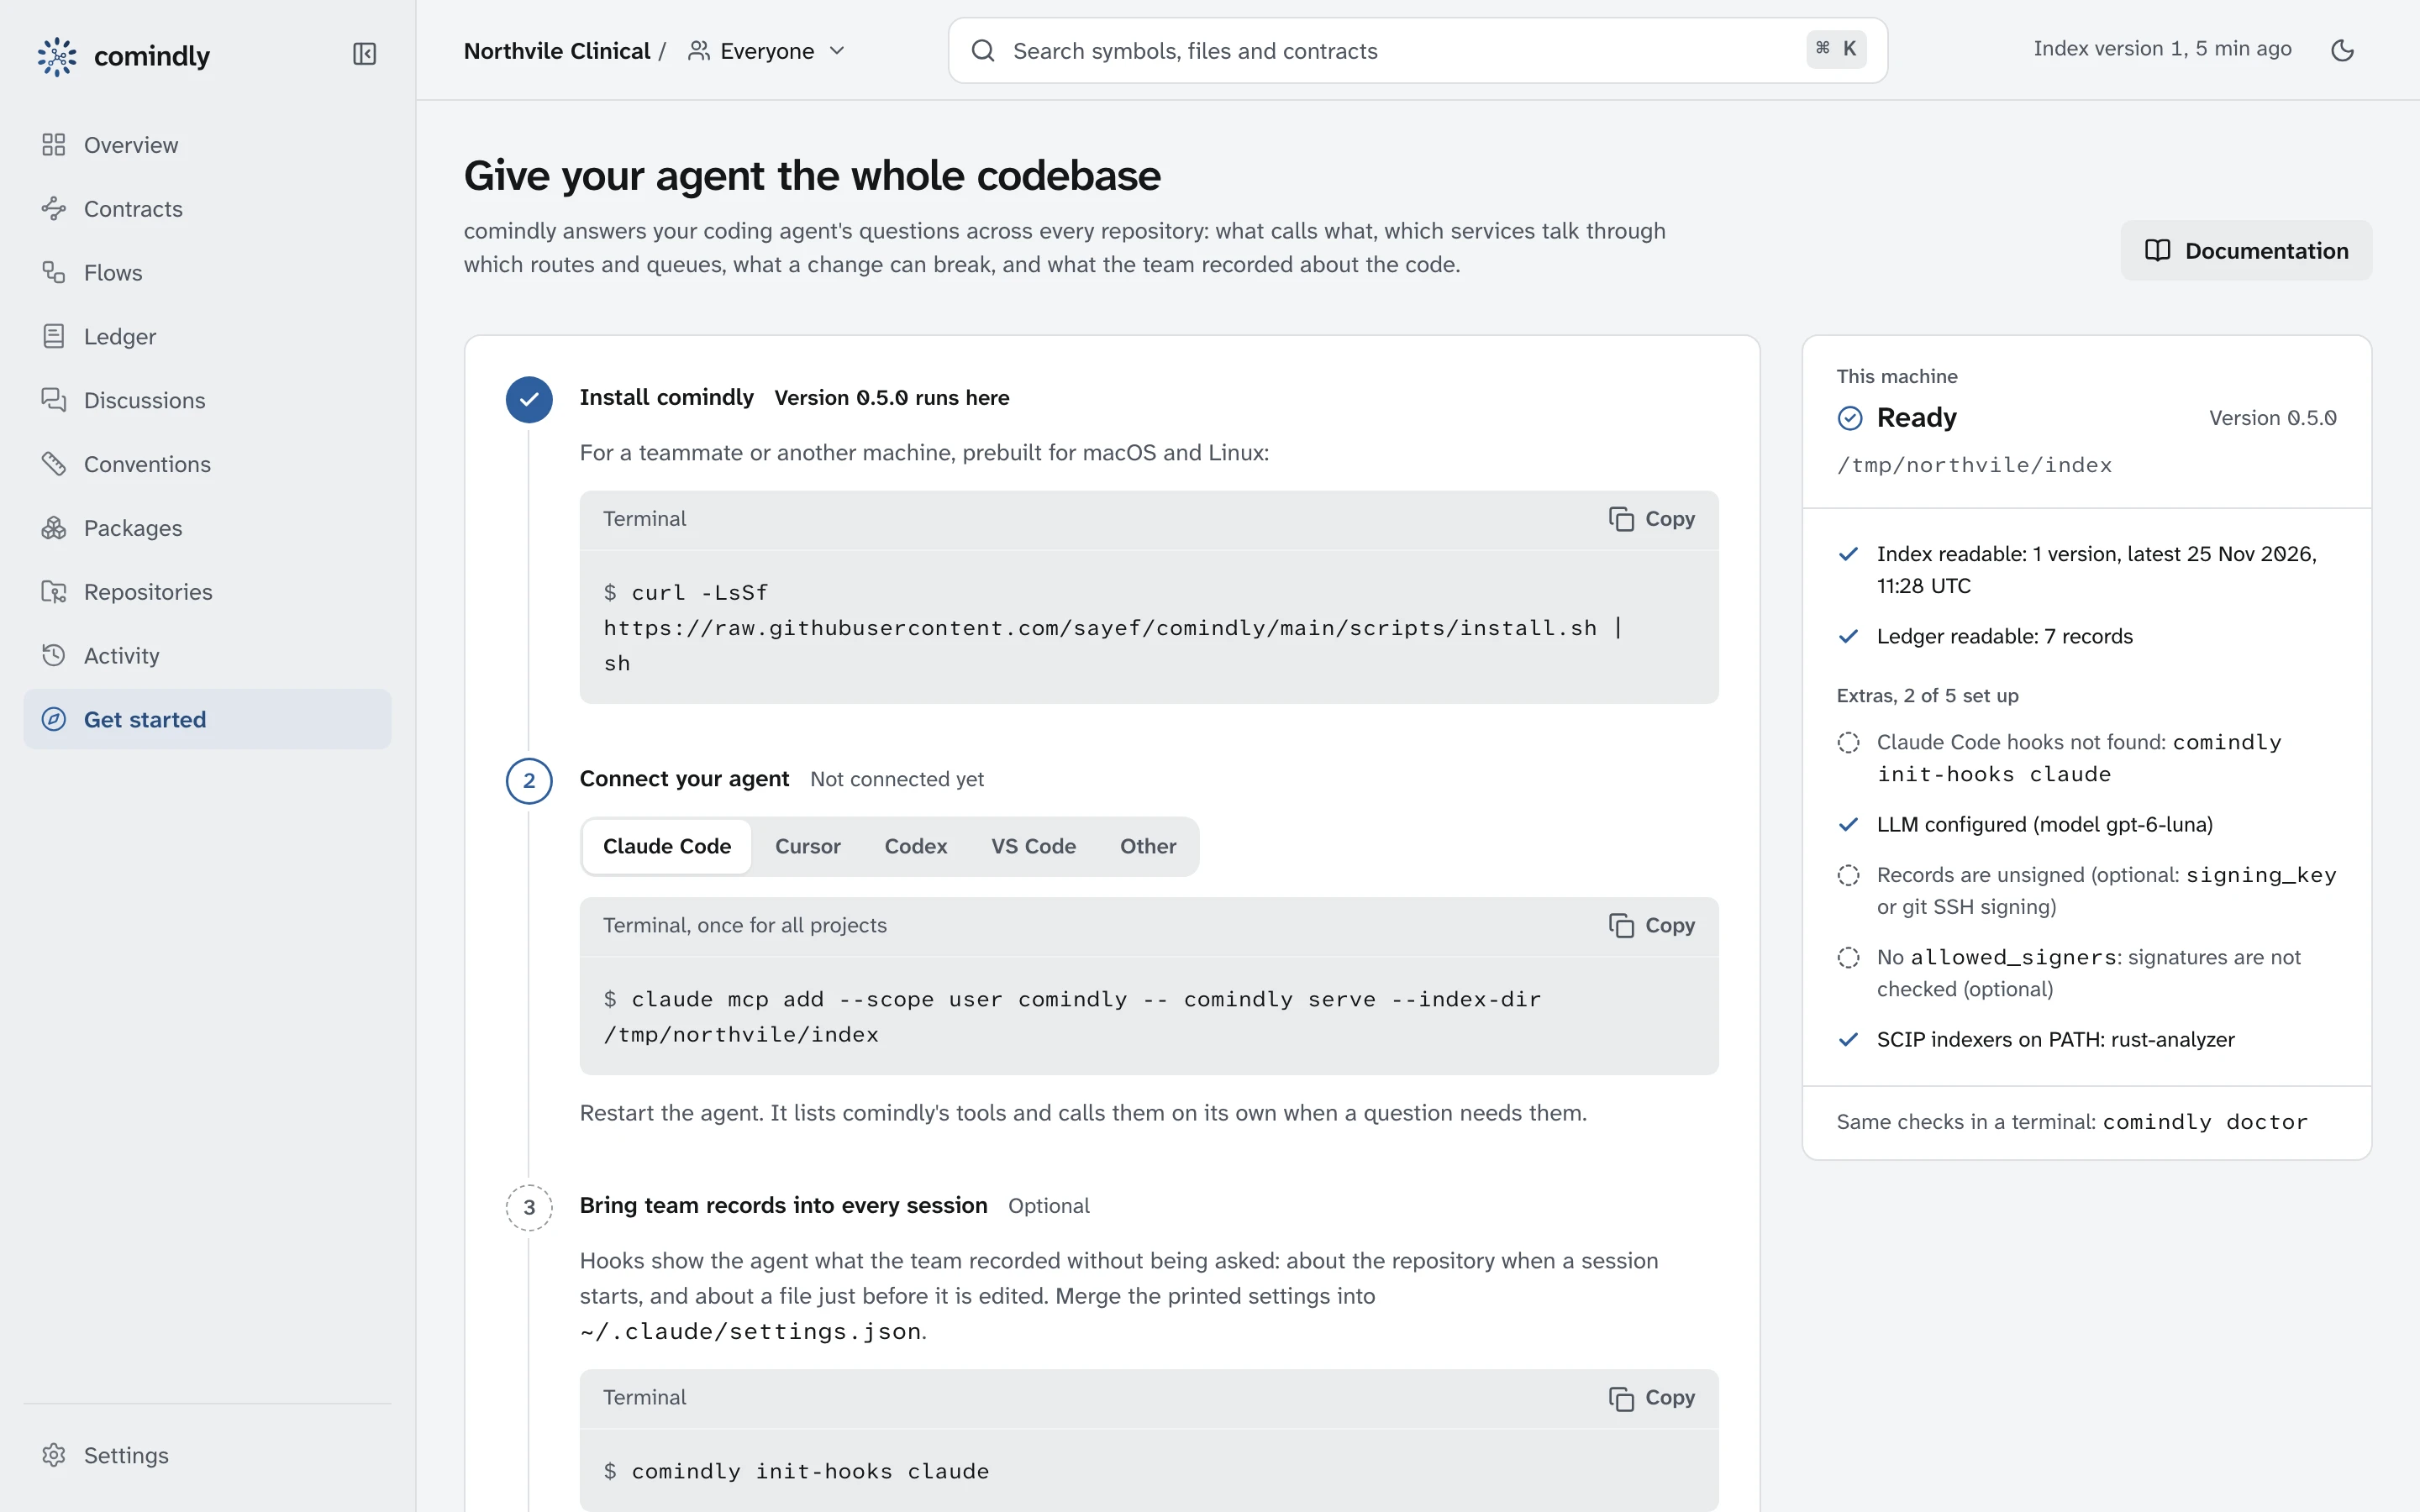 comindly
Overview
Contracts
Flows
Ledger
Discussions
Conventions
Packages
Repositories
Activity
Get started
Settings
Northvile Clinical / Everyone
Search symbols, files and contracts
⌘ K
Index version 1, 5 min ago
Give your agent the whole codebase
comindly answers your coding agent's questions across every repository: what calls what, which services talk through
which routes and queues, what a change can break, and what the team recorded about the code.
Documentation
Install comindly Version 0.5.0 runs here
For a teammate or another machine, prebuilt for macOS and Linux:
Terminal Copy
$ curl -LsSf
https://raw.githubusercontent.com/sayef/comindly/main/scripts/install.sh |
sh
2 Connect your agent Not connected yet
Claude Code Cursor Codex VS Code Other
Terminal, once for all projects Copy
$ claude mcp add --scope user comindly -- comindly serve --index-dir
/tmp/northvile/index
Restart the agent. It lists comindly's tools and calls them on its own when a question needs them.
3 Bring team records into every session Optional
Hooks show the agent what the team recorded without being asked: about the repository when a session
starts, and about a file just before it is edited. Merge the printed settings into
~/.claude/settings.json.
Terminal Copy
$ comindly init-hooks claude
This machine
Ready Version 0.5.0
/tmp/northvile/index
Index readable: 1 version, latest 25 Nov 2026,
11:28 UTC
Ledger readable: 7 records
Extras, 2 of 5 set up
Claude Code hooks not found: comindly
init-hooks claude
LLM configured (model gpt-6-luna)
Records are unsigned (optional: signing_key
or git SSH signing)
No allowed_signers: signatures are not
checked (optional)
SCIP indexers on PATH: rust-analyzer
Same checks in a terminal: comindly doctor